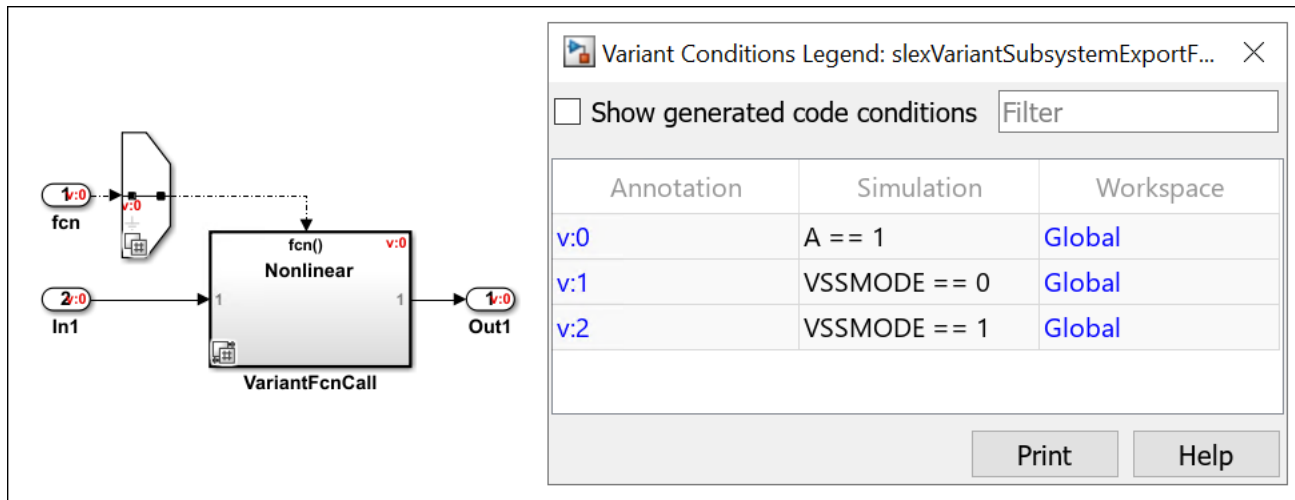 1 v:0
fcn
v:0
fcn()
v:0
Nonlinear
1
1
VariantFcnCall
2 v:0
In1
1 v:0
Out1
Variant Conditions Legend: slexVariantSubsystemExportF...
Show generated code conditions
Filter
Annotation Simulation Workspace
v:0 A == 1 Global
v:1 VSSMODE == 0 Global
v:2 VSSMODE == 1 Global
Print Help